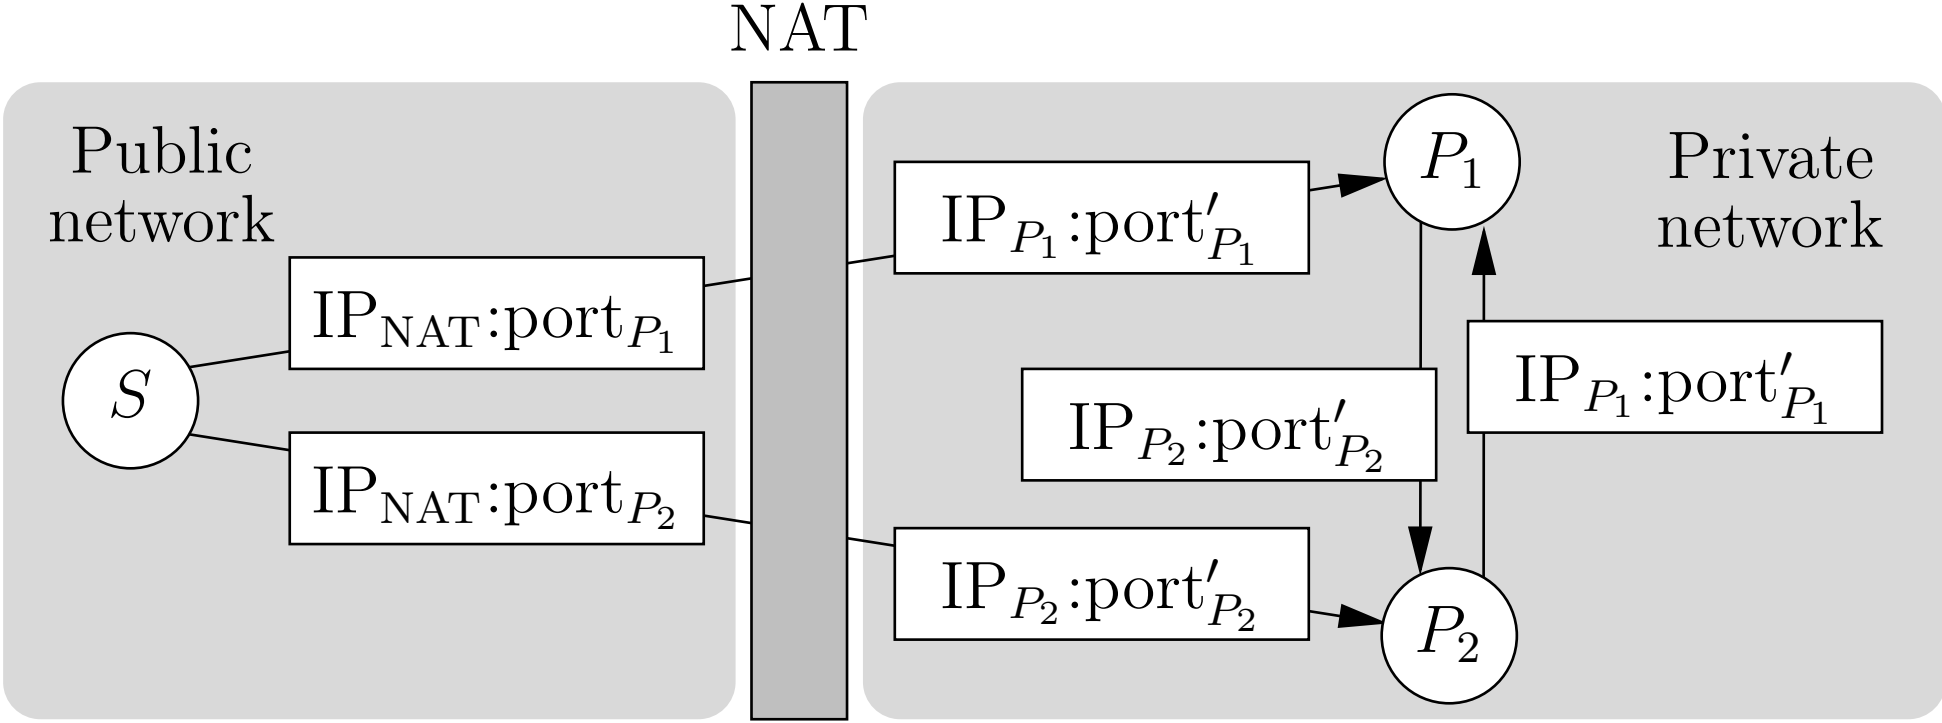 NAT
Public
network
Private
network
P₁
S
IP_NAT:port_P₁
IP_NAT:port_P₂
IP_P₁:port′_P₁
IP_P₂:port′_P₂
IP_P₁:port′_P₁
IP_P₂:port′_P₂
P₂